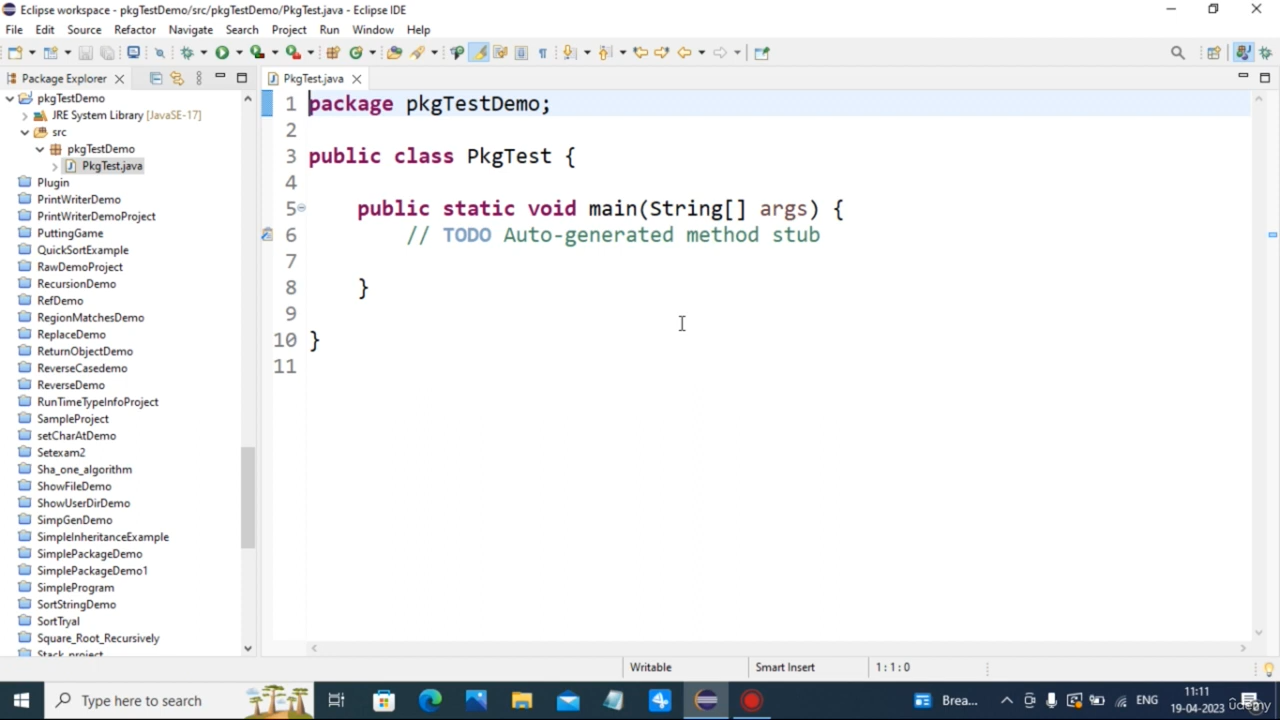 Eclipse workspace - pkgTestDemo/src/pkgTestDemo/PkgTest.java - Eclipse IDE
File Edit Source Refactor Navigate Search Project Run Window Help
Package Explorer
PkgTest.java
pkgTestDemo
JRE System Library [JavaSE-17]
src
pkgTestDemo
PkgTest.java
Plugin
PrintWriterDemo
PrintWriterDemoProject
PuttingGame
QuickSortExample
RawDemoProject
RecursionDemo
RefDemo
RegionMatchesDemo
ReplaceDemo
ReturnObjectDemo
ReverseCasedemo
ReverseDemo
RunTimeTypeInfoProject
SampleProject
setCharAtDemo
Setexam2
Sha_one_algorithm
ShowFileDemo
ShowUserDirDemo
SimpGenDemo
SimpleInheritanceExample
SimplePackageDemo
SimplePackageDemo1
SimpleProgram
SortStringDemo
SortTryal
Square_Root_Recursively
Stack_project
1 package pkgTestDemo;
2
3 public class PkgTest {
4
5 public static void main(String[] args) {
6 // TODO Auto-generated method stub
7
8 }
9
10 }
11
Writable Smart Insert 1 : 1 : 0
Type here to search
Brea...
ENG
11:11
19-04-2023
udemy